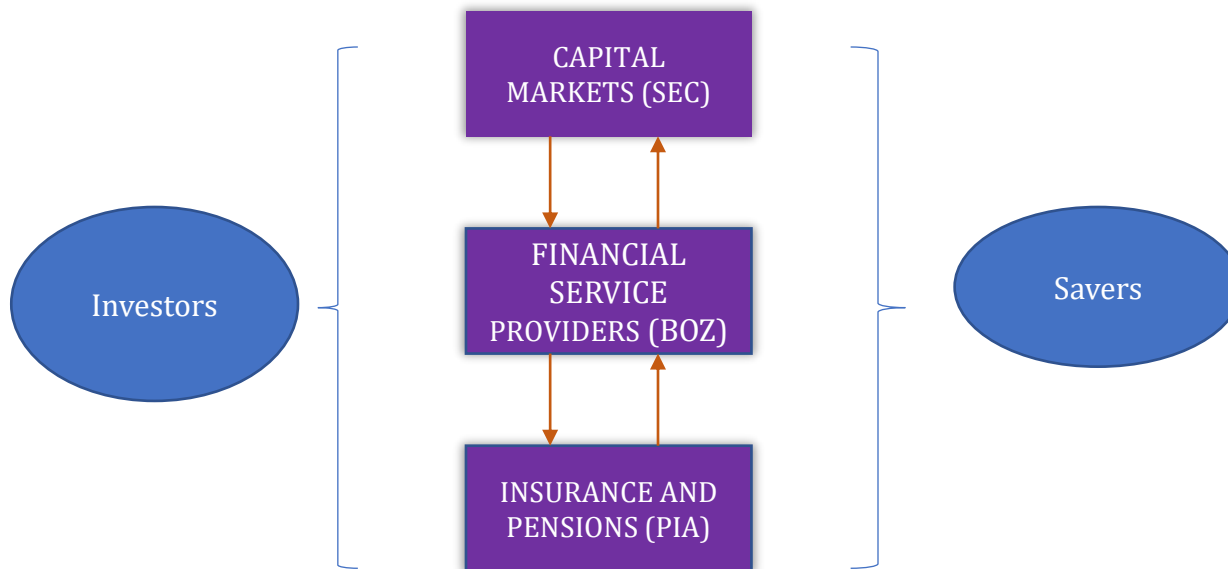 CAPITAL
MARKETS (SEC)
Investors
FINANCIAL
SERVICE
PROVIDERS (BOZ)
Savers
INSURANCE AND
PENSIONS (PIA)